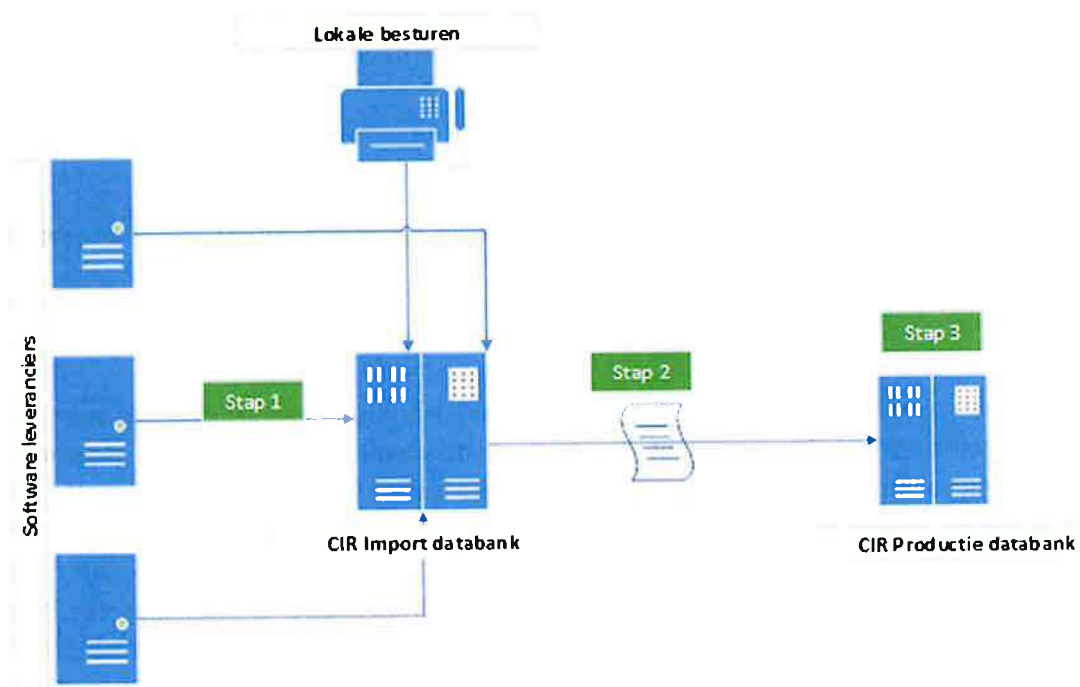 Lokale besturen
Software leveranciers
Stap 1
Stap 2
Stap 3
CIR Import databank
CIR Productie databank